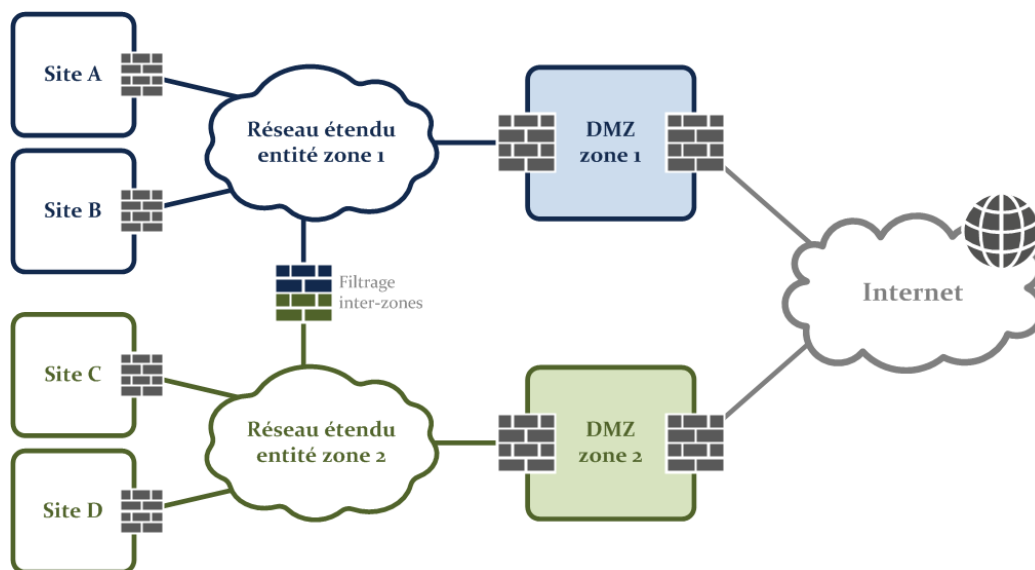 Site A
Réseau étendu
entité zone 1
DMZ
zone 1
Site B
Filtrage
inter-zones
Internet
Site C
Réseau étendu
entité zone 2
DMZ
zone 2
Site D